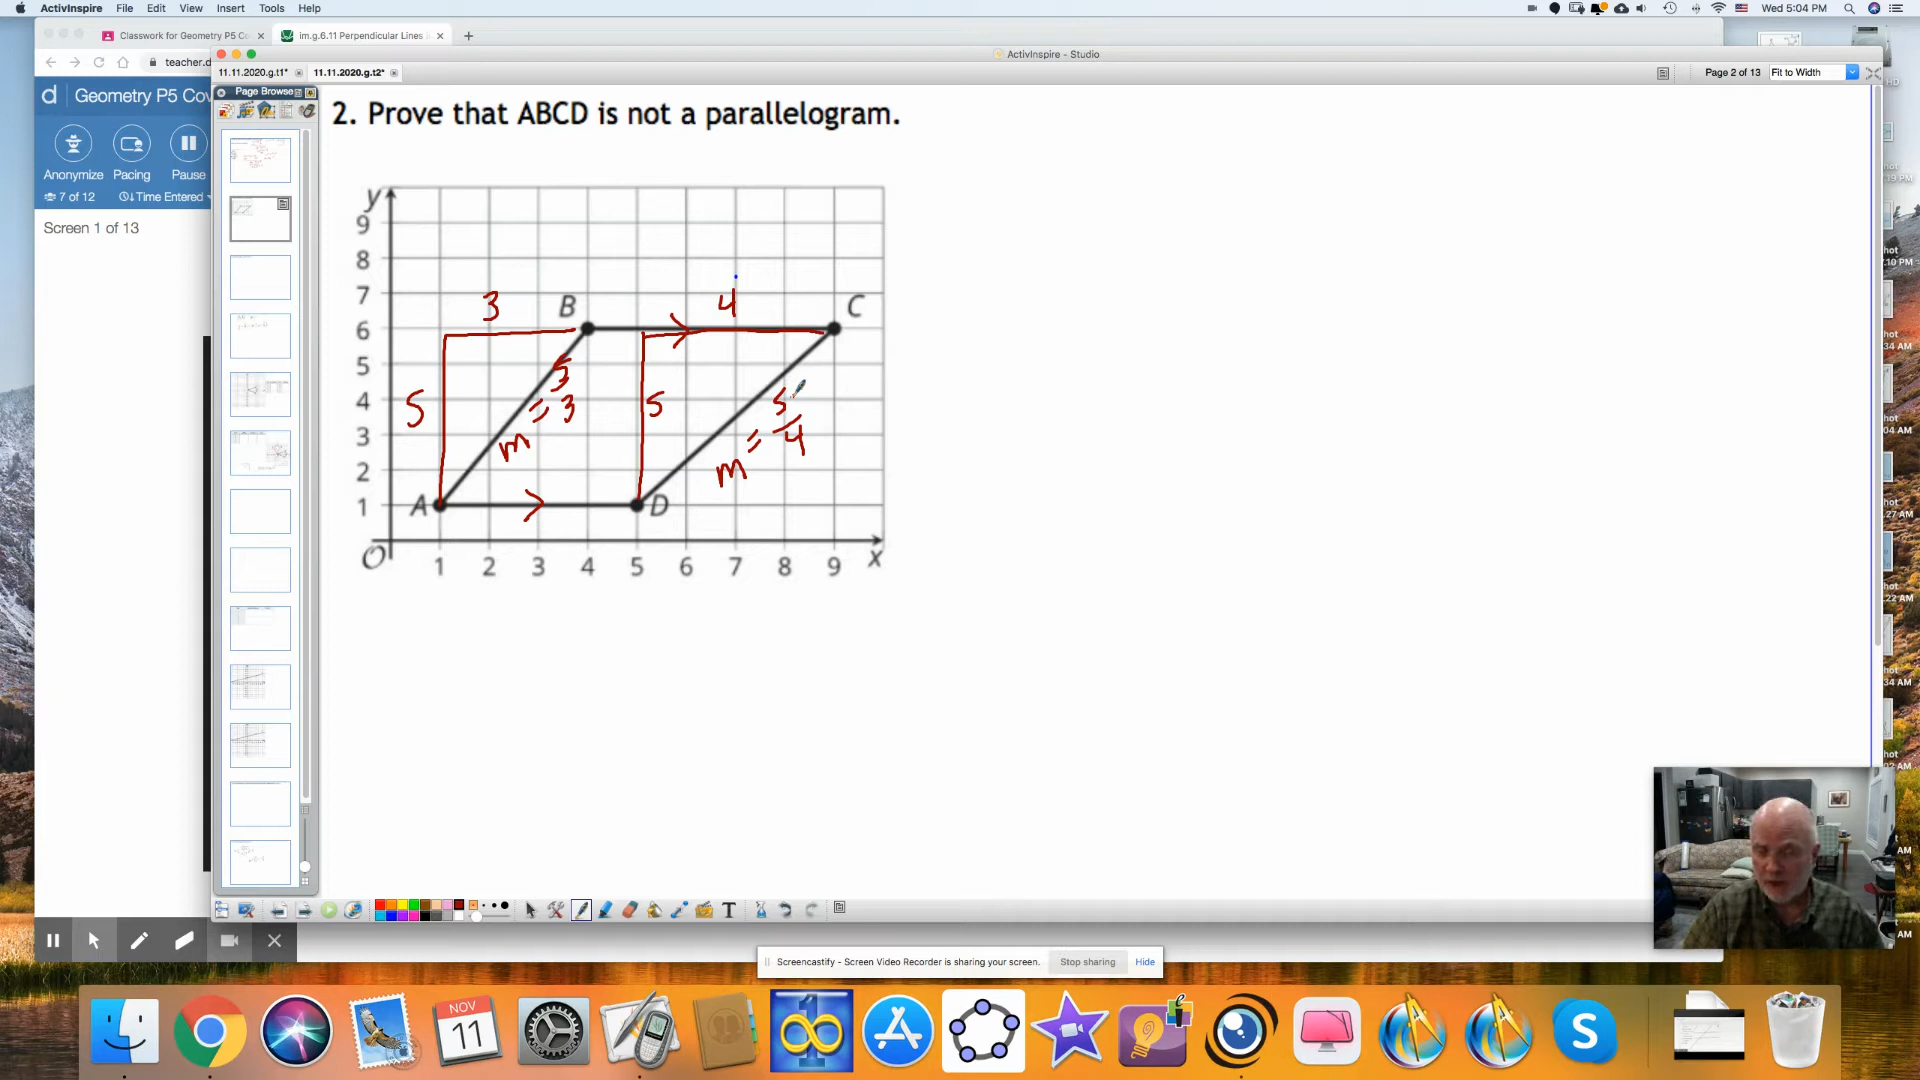 ActivInspire File Edit View Insert Tools Help
Wed 5:04 PM
Classwork for Geometry P5 Co
im.g.6.11 Perpendicular Lines
teacher.d
ActivInspire - Studio
11.11.2020.g.t1*
11.11.2020.g.t2*
Page 2 of 13
Fit to Width
d Geometry P5 Cov
Page Browse
Anonymize Pacing Pause
7 of 12
Time Entered
Screen 1 of 13
2. Prove that ABCD is not a parallelogram.
y
9
8
7
6
5
4
3
2
1
O
1 2 3 4 5 6 7 8 9 x
3
B
4
C
5
5
m = 5/3
m = 5/4
A
D
T
Screencastify - Screen Video Recorder is sharing your screen.
Stop sharing
Hide
NOV
11
1
S